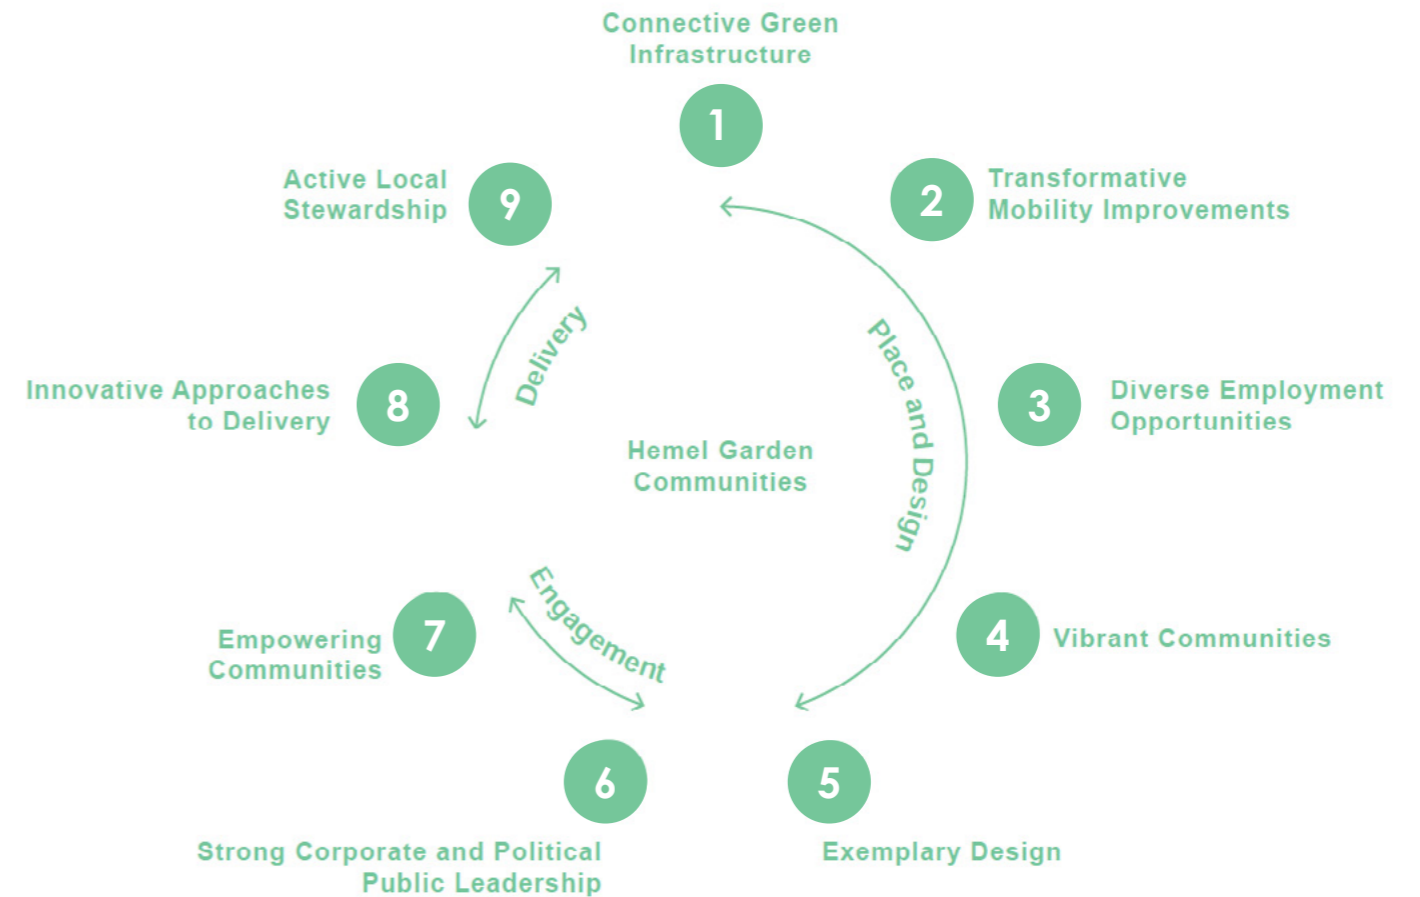 Connective Green
Infrastructure
1
2
Transformative
Mobility Improvements
3
Diverse Employment
Opportunities
4
Vibrant Communities
5
Exemplary Design
6
Strong Corporate and Political
Public Leadership
7
Empowering
Communities
8
Innovative Approaches
to Delivery
9
Active Local
Stewardship
Place and Design
Engagement
Delivery
Hemel Garden
Communities